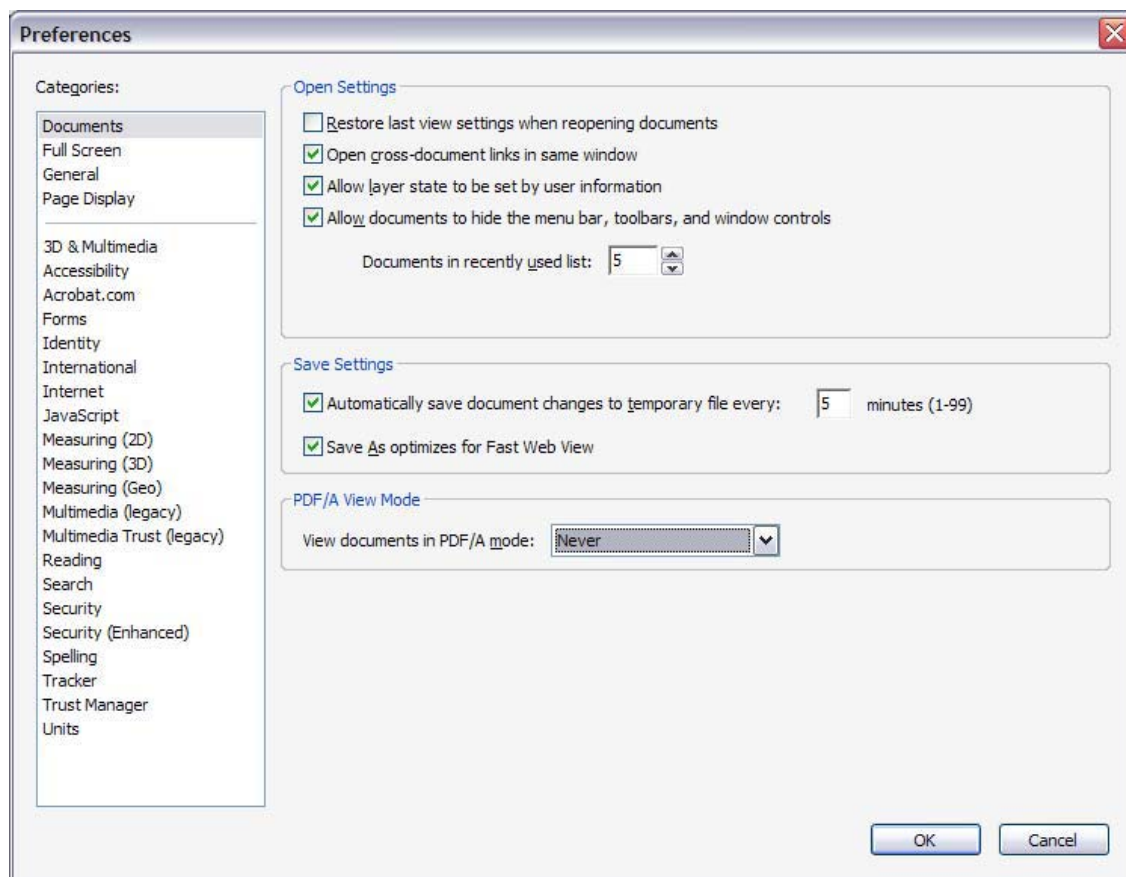 Preferences
Categories:
Documents
Full Screen
General
Page Display
3D & Multimedia
Accessibility
Acrobat.com
Forms
Identity
International
Internet
JavaScript
Measuring (2D)
Measuring (3D)
Measuring (Geo)
Multimedia (legacy)
Multimedia Trust (legacy)
Reading
Search
Security
Security (Enhanced)
Spelling
Tracker
Trust Manager
Units
Open Settings
Restore last view settings when reopening documents
Open cross-document links in same window
Allow layer state to be set by user information
Allow documents to hide the menu bar, toolbars, and window controls
Documents in recently used list: 5
Save Settings
Automatically save document changes to temporary file every: 5 minutes (1-99)
Save As optimizes for Fast Web View
PDF/A View Mode
View documents in PDF/A mode: Never
OK Cancel